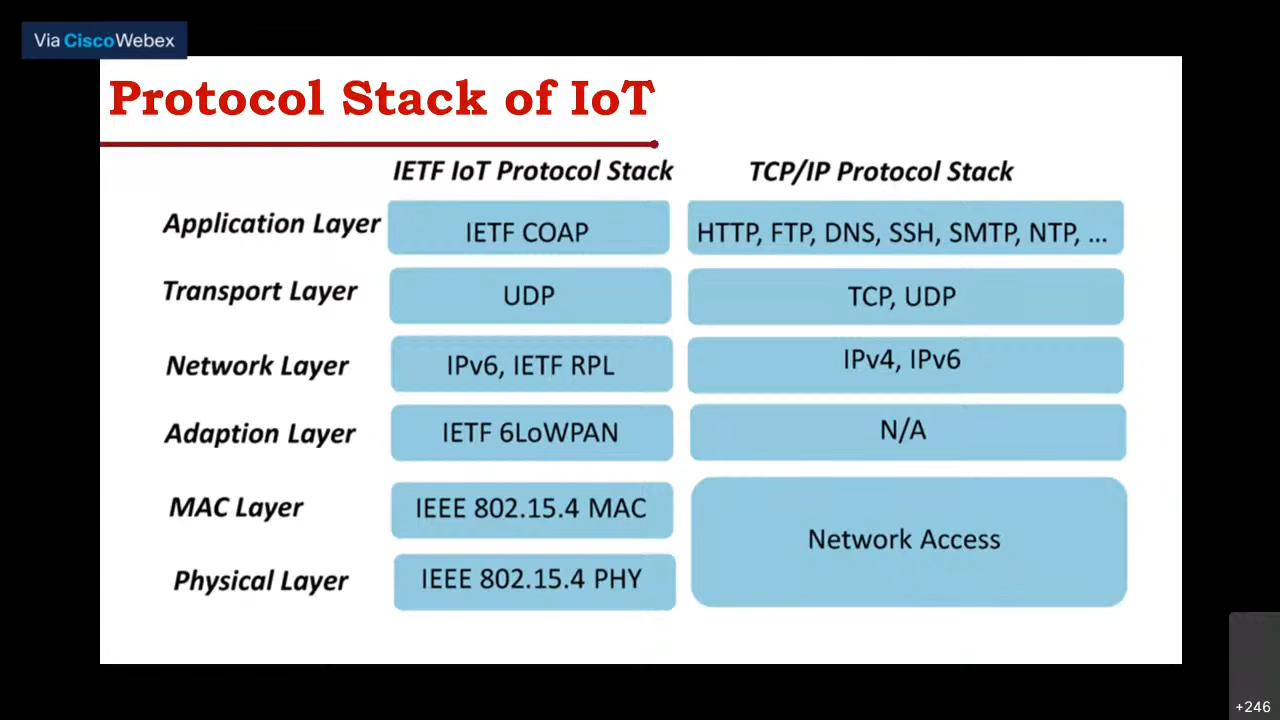 Via CiscoWebex
Protocol Stack of IoT
IETF IoT Protocol Stack TCP/IP Protocol Stack
Application Layer IETF COAP HTTP, FTP, DNS, SSH, SMTP, NTP, ...
Transport Layer UDP TCP, UDP
Network Layer IPv6, IETF RPL IPv4, IPv6
Adaption Layer IETF 6LoWPAN N/A
MAC Layer IEEE 802.15.4 MAC
Network Access
Physical Layer IEEE 802.15.4 PHY
+246